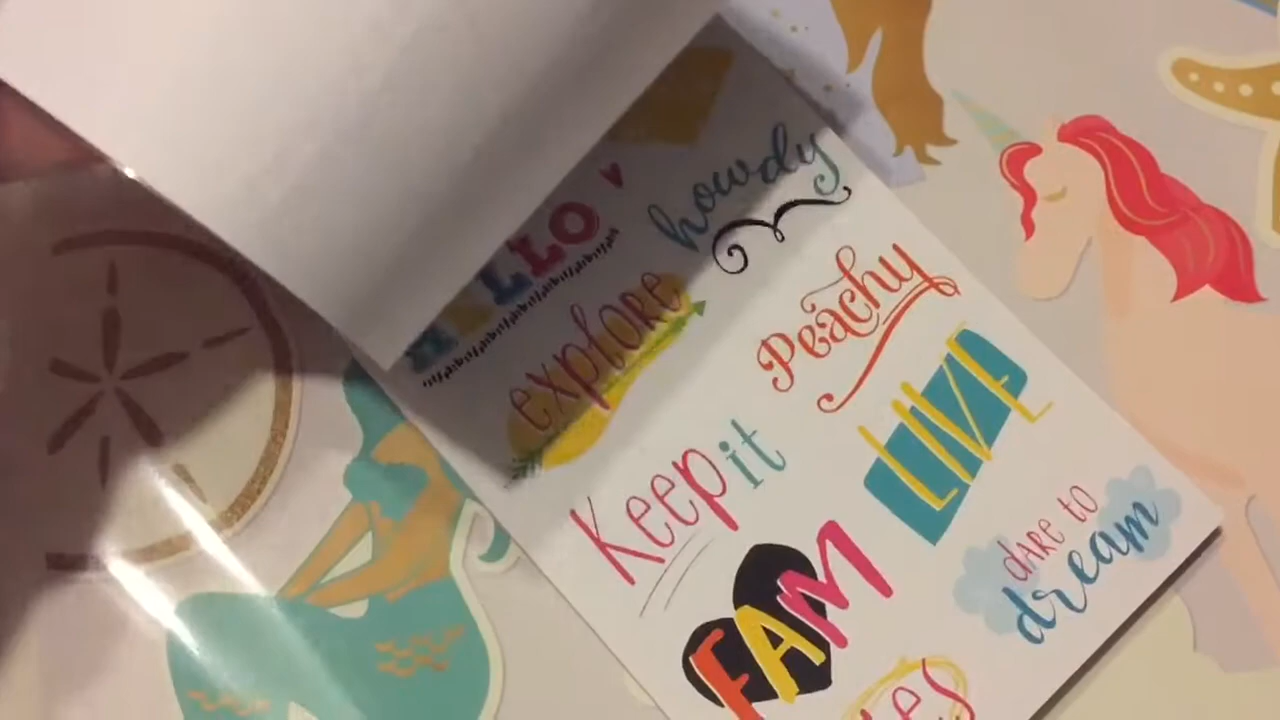 HELLO
howdy
explore
Peachy
Keep it
LIVE
FAM
dare to
dream